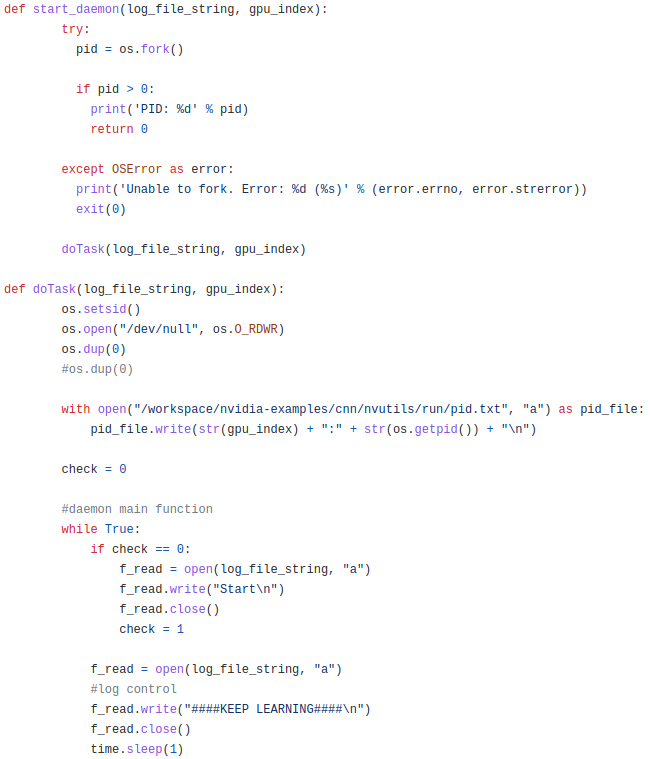 def start_daemon(log_file_string, gpu_index):
        try:
          pid = os.fork()

          if pid > 0:
            print('PID: %d' % pid)
            return 0

        except OSError as error:
          print('Unable to fork. Error: %d (%s)' % (error.errno, error.strerror))
          exit(0)

        doTask(log_file_string, gpu_index)

def doTask(log_file_string, gpu_index):
        os.setsid()
        os.open("/dev/null", os.O_RDWR)
        os.dup(0)
        #os.dup(0)

        with open("/workspace/nvidia-examples/cnn/nvutils/run/pid.txt", "a") as pid_file:
            pid_file.write(str(gpu_index) + ":" + str(os.getpid()) + "\n")

        check = 0

        #daemon main function
        while True:
            if check == 0:
                f_read = open(log_file_string, "a")
                f_read.write("Start\n")
                f_read.close()
                check = 1

            f_read = open(log_file_string, "a")
            #log control
            f_read.write("####KEEP LEARNING####\n")
            f_read.close()
            time.sleep(1)